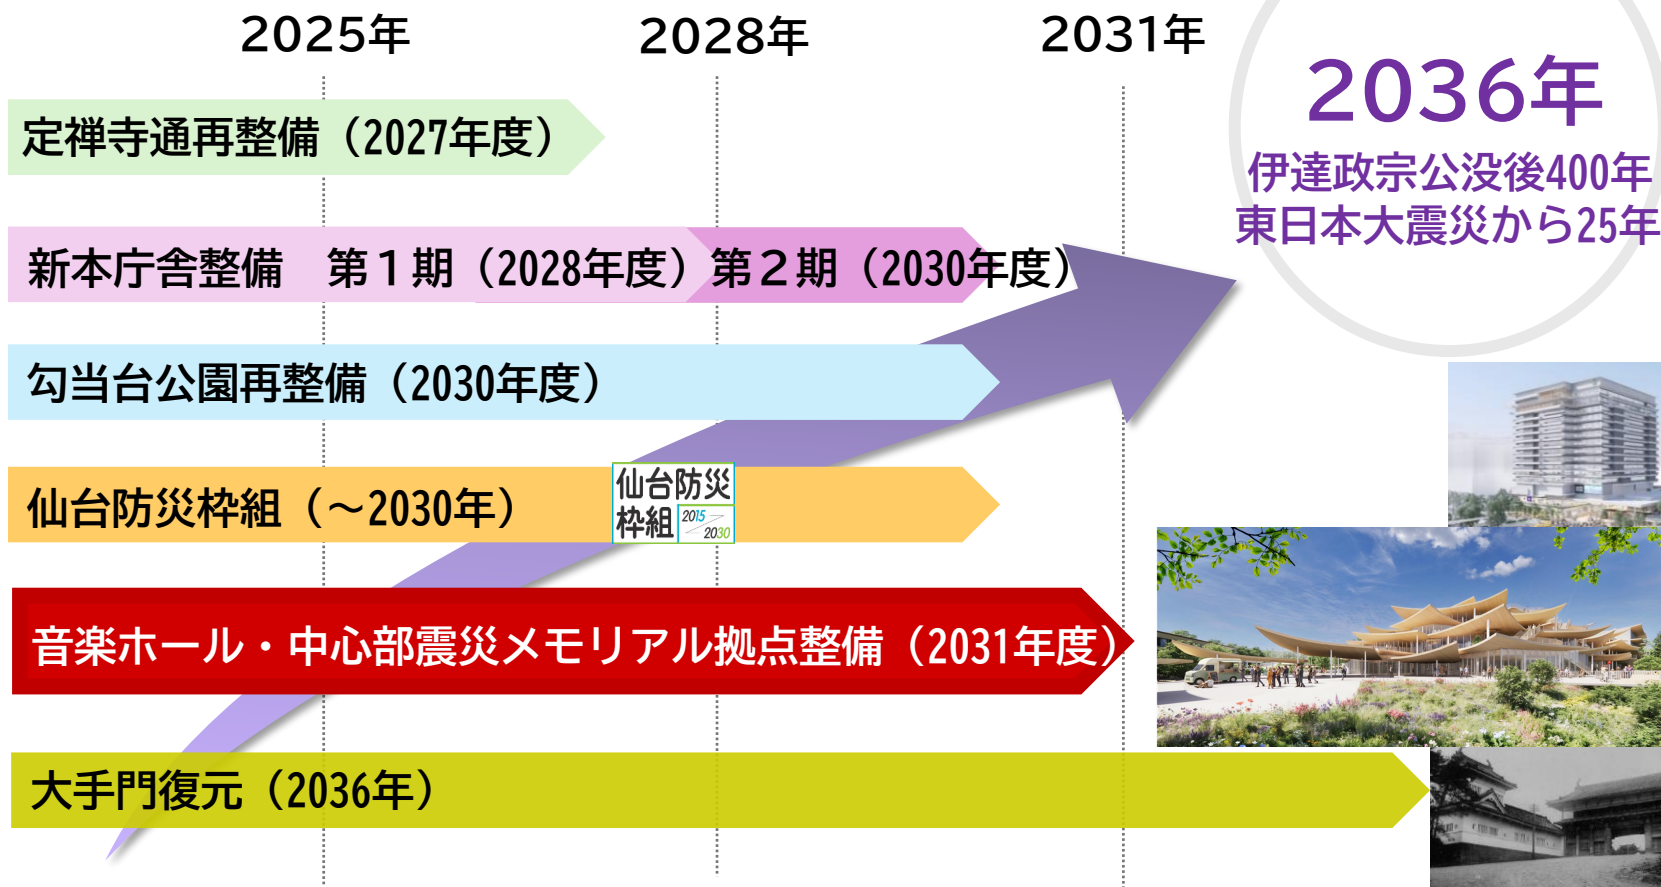 2025年
2028年
2031年
2036年
伊達政宗公没後400年
東日本大震災から25年
定禅寺通再整備（2027年度）
新本庁舎整備　第１期（2028年度）第２期（2030年度）
勾当台公園再整備（2030年度）
仙台防災枠組（～2030年）
仙台防災
枠組 2015
2030
音楽ホール・中心部震災メモリアル拠点整備（2031年度）
大手門復元（2036年）